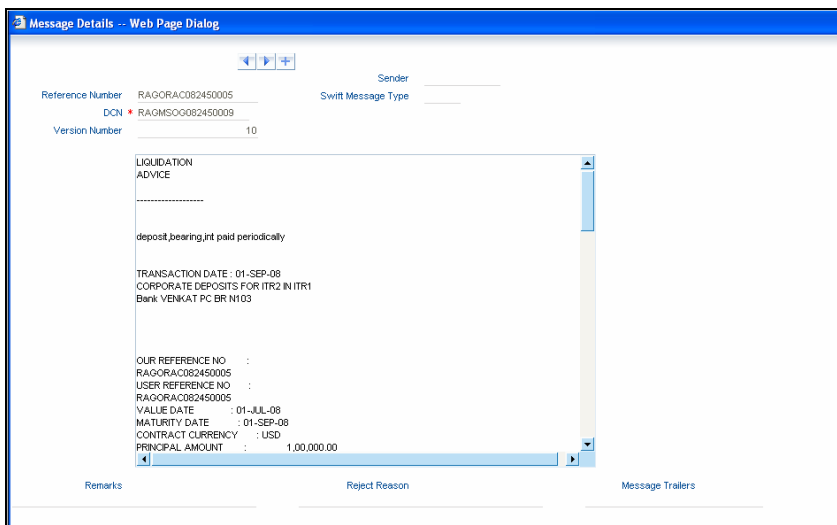 Message Details -- Web Page Dialog
Sender
Reference Number RAGORAC082450005 Swift Message Type
DCN * RAGMSOG082450009
Version Number 10
LIQUIDATION
ADVICE
------------------
deposit,bearing,int paid periodically
TRANSACTION DATE : 01-SEP-08
CORPORATE DEPOSITS FOR ITR2 IN ITR1
Bank VENKAT PC BR N103
OUR REFERENCE NO :
RAGORAC082450005
USER REFERENCE NO :
RAGORAC082450005
VALUE DATE : 01-JUL-08
MATURITY DATE : 01-SEP-08
CONTRACT CURRENCY : USD
PRINCIPAL AMOUNT : 1,00,000.00
Remarks Reject Reason Message Trailers